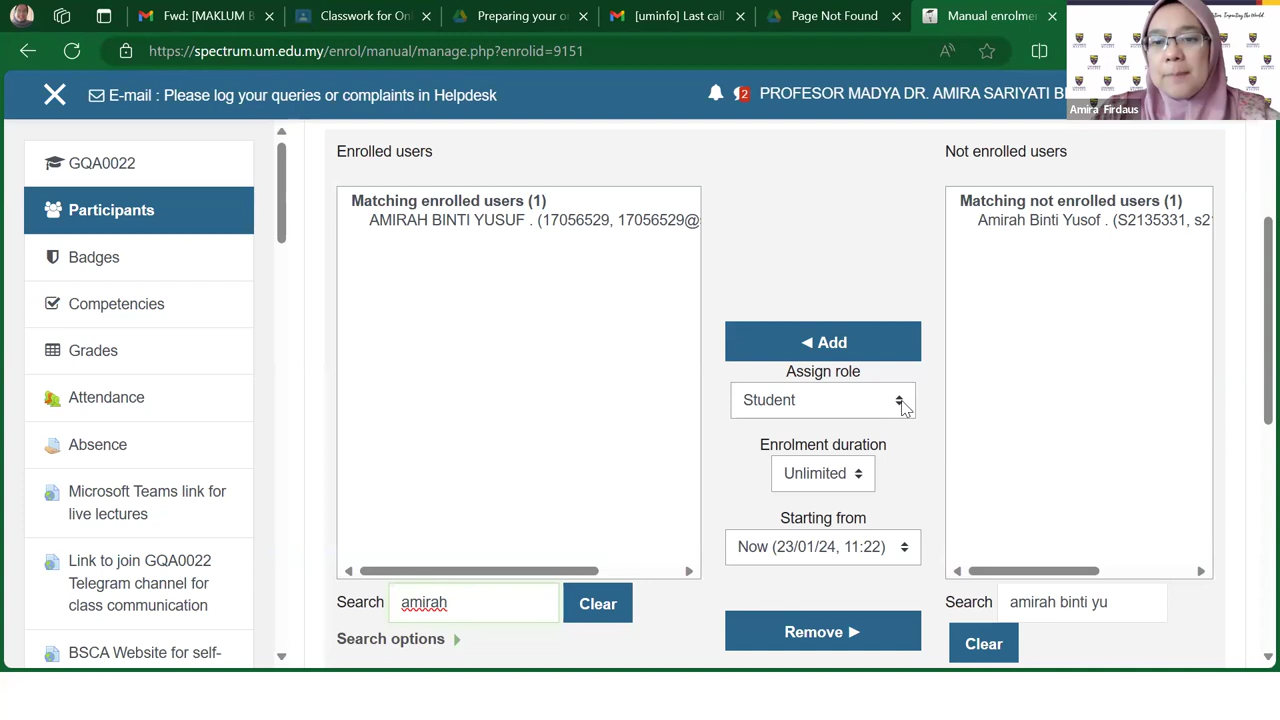 Fwd: [MAKLUM B
Classwork for Onl
Preparing your o
[uminfo] Last call
Page Not Found
Manual enrolme
https://spectrum.um.edu.my/enrol/manual/manage.php?enrolid=9151
E-mail : Please log your queries or complaints in Helpdesk
2
PROFESOR MADYA DR. AMIRA SARIYATI BI
Amira Firdaus
GQA0022
Participants
Badges
Competencies
Grades
Attendance
Absence
Microsoft Teams link for
live lectures
Link to join GQA0022
Telegram channel for
class communication
BSCA Website for self-
Enrolled users
Matching enrolled users (1)
AMIRAH BINTI YUSUF . (17056529, 17056529@
Search
amirah
Clear
Search options
◄ Add
Assign role
Student
Enrolment duration
Unlimited
Starting from
Now (23/01/24, 11:22)
Remove ►
Not enrolled users
Matching not enrolled users (1)
Amirah Binti Yusof . (S2135331, s2
Search
amirah binti yu
Clear